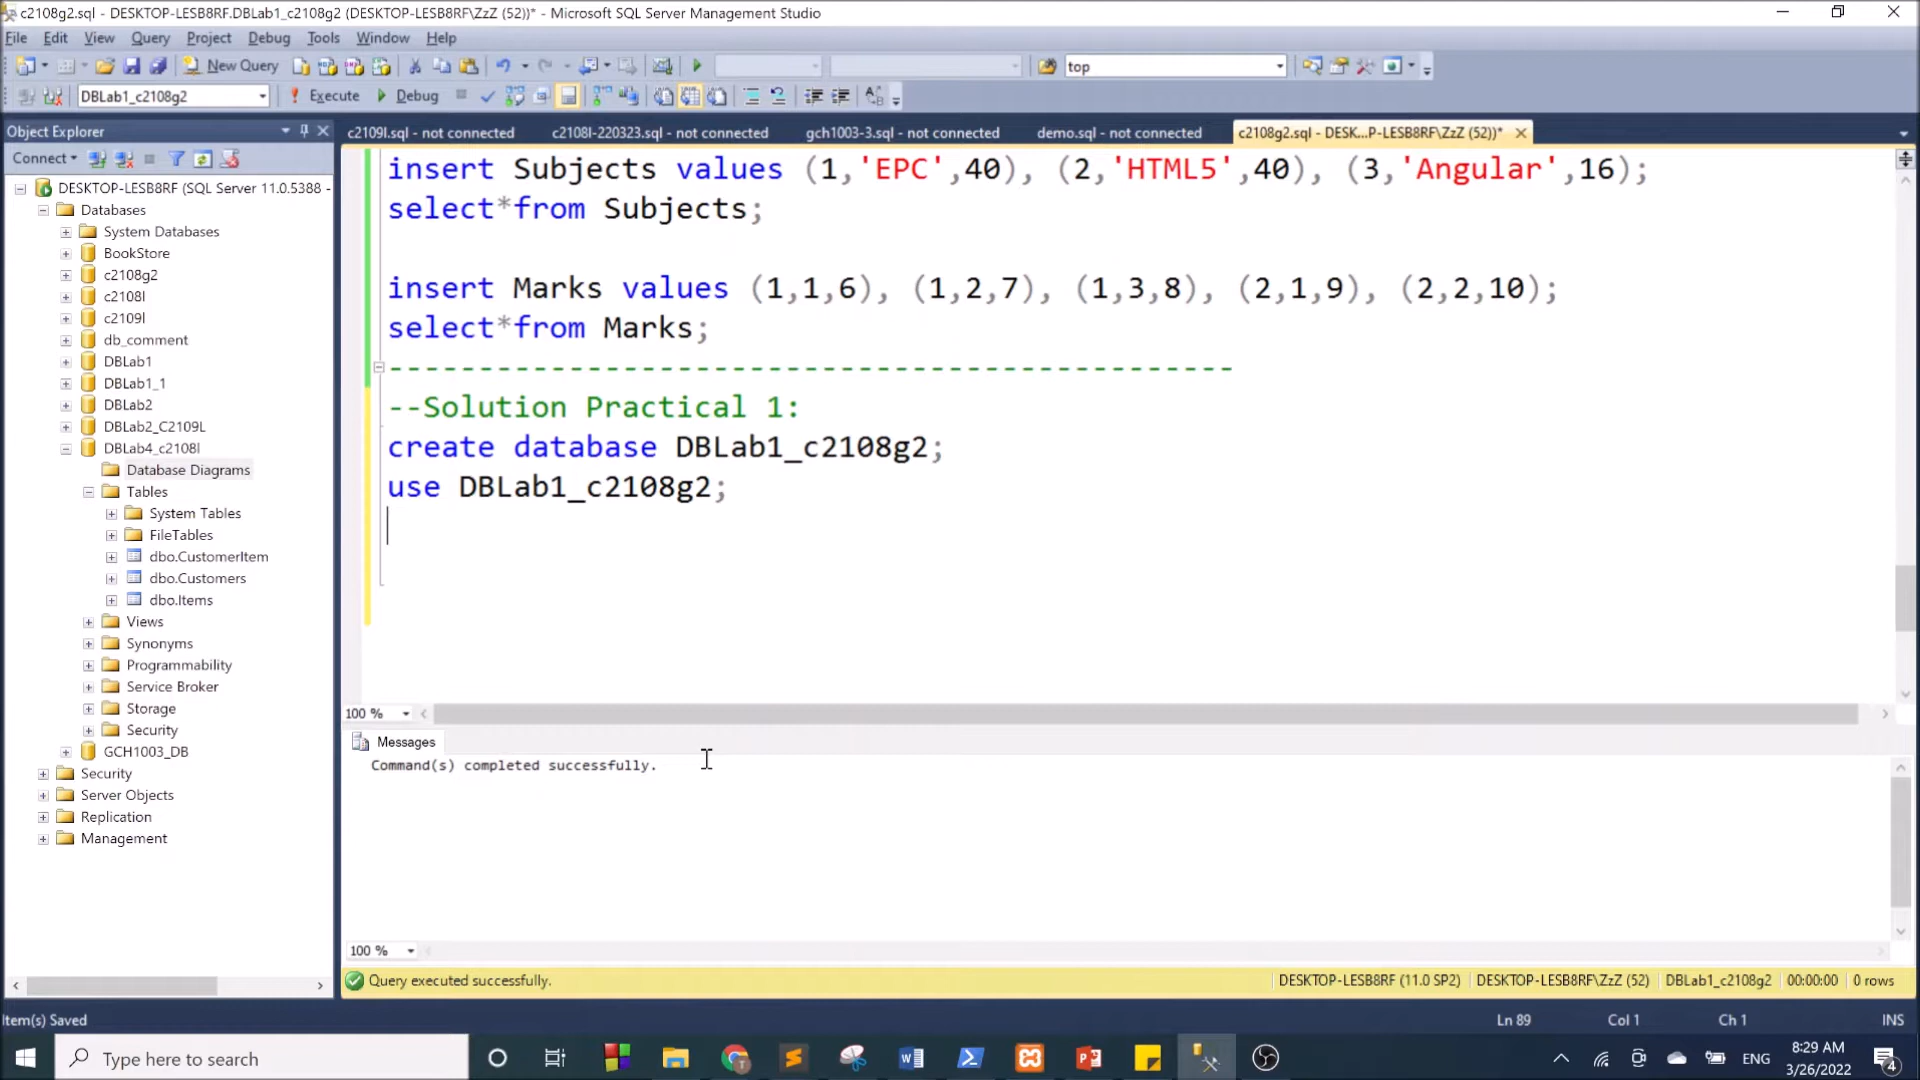 c2108g2.sql - DESKTOP-LESB8RF.DBLab1_c2108g2 (DESKTOP-LESB8RF\ZzZ (52))* - Microsoft SQL Server Management Studio
File Edit View Query Project Debug Tools Window Help
New Query top
DBLab1_c2108g2 Execute Debug
Object Explorer
c2109l.sql - not connected c2108l-220323.sql - not connected gch1003-3.sql - not connected demo.sql - not connected c2108g2.sql - DESK...P-LESB8RF\ZzZ (52))*
Connect
DESKTOP-LESB8RF (SQL Server 11.0.5388 -
Databases
System Databases
BookStore
c2108g2
c2108l
c2109l
db_comment
DBLab1
DBLab1_1
DBLab2
DBLab2_C2109L
DBLab4_c2108l
Database Diagrams
Tables
System Tables
FileTables
dbo.CustomerItem
dbo.Customers
dbo.Items
Views
Synonyms
Programmability
Service Broker
Storage
Security
GCH1003_DB
Security
Server Objects
Replication
Management
insert Subjects values (1,'EPC',40), (2,'HTML5',40), (3,'Angular',16);
select*from Subjects;
insert Marks values (1,1,6), (1,2,7), (1,3,8), (2,1,9), (2,2,10);
select*from Marks;
-----------------------------------------------
--Solution Practical 1:
create database DBLab1_c2108g2;
use DBLab1_c2108g2;
100 %
Messages
Command(s) completed successfully.
100 %
Query executed successfully. DESKTOP-LESB8RF (11.0 SP2) DESKTOP-LESB8RF\ZzZ (52) DBLab1_c2108g2 00:00:00 0 rows
Item(s) Saved Ln 89 Col 1 Ch 1 INS
Type here to search ENG 8:29 AM
3/26/2022 4